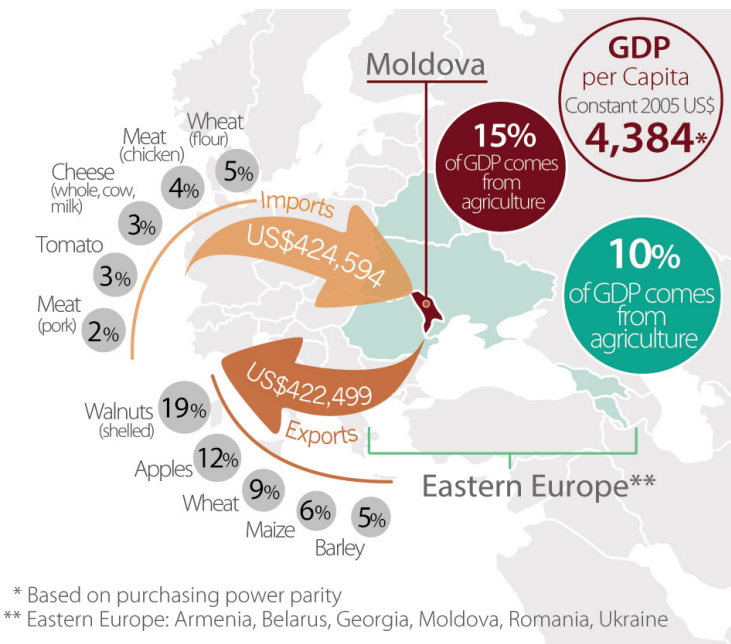 Moldova
GDP
per Capita
Constant 2005 US$
4,384*
15%
of GDP comes
from
agriculture
10%
of GDP comes
from
agriculture
Wheat
(flour)
5%
Meat
(chicken)
4%
Cheese
(whole, cow,
milk)
3%
Tomato
3%
Meat
(pork)
2%
Imports
US$424,594
US$422,499
Exports
Walnuts
(shelled)
19%
Apples
12%
Wheat
9%
Maize
6%
Barley
5%
Eastern Europe**
* Based on purchasing power parity
** Eastern Europe: Armenia, Belarus, Georgia, Moldova, Romania, Ukraine